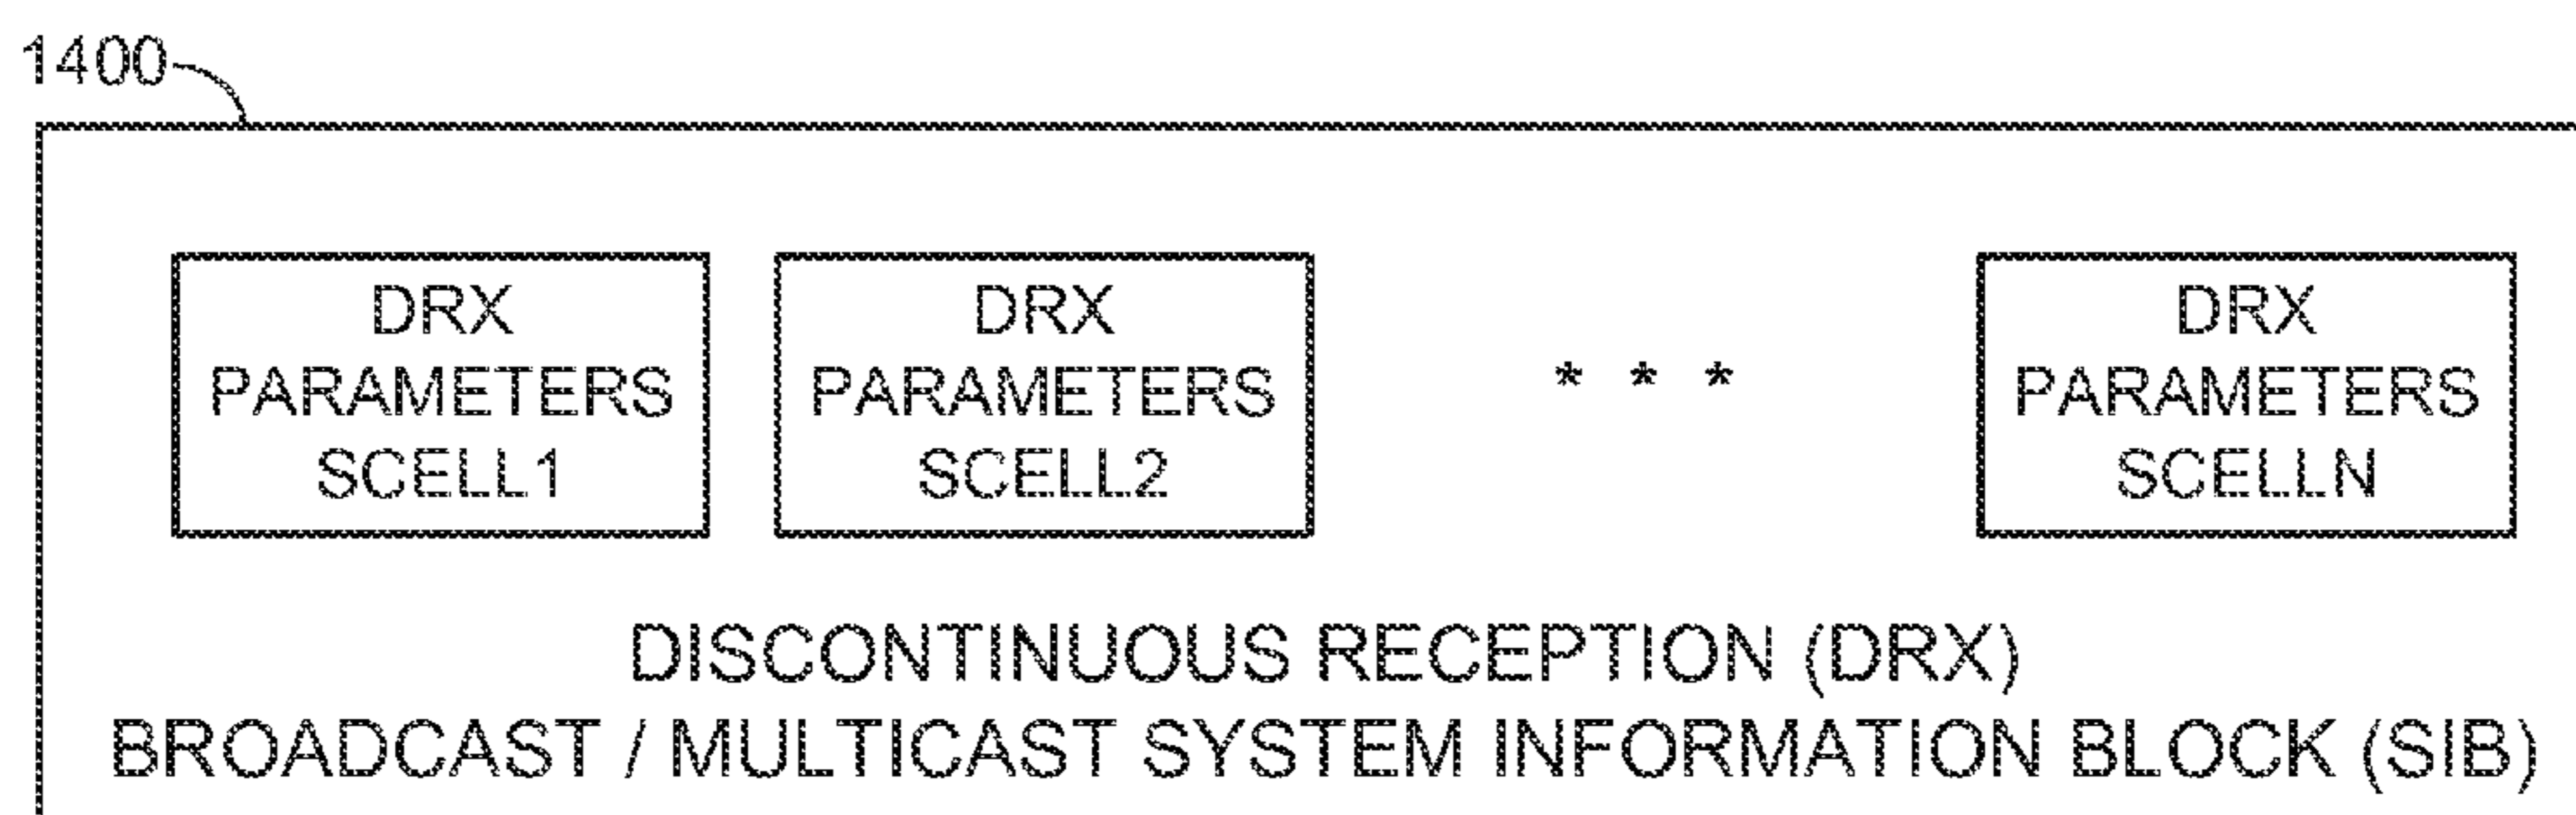 1400
DRX
PARAMETERS
SCELL1
DRX
PARAMETERS
SCELL2
* * *
DRX
PARAMETERS
SCELLN
DISCONTINUOUS RECEPTION (DRX)
BROADCAST / MULTICAST SYSTEM INFORMATION BLOCK (SIB)